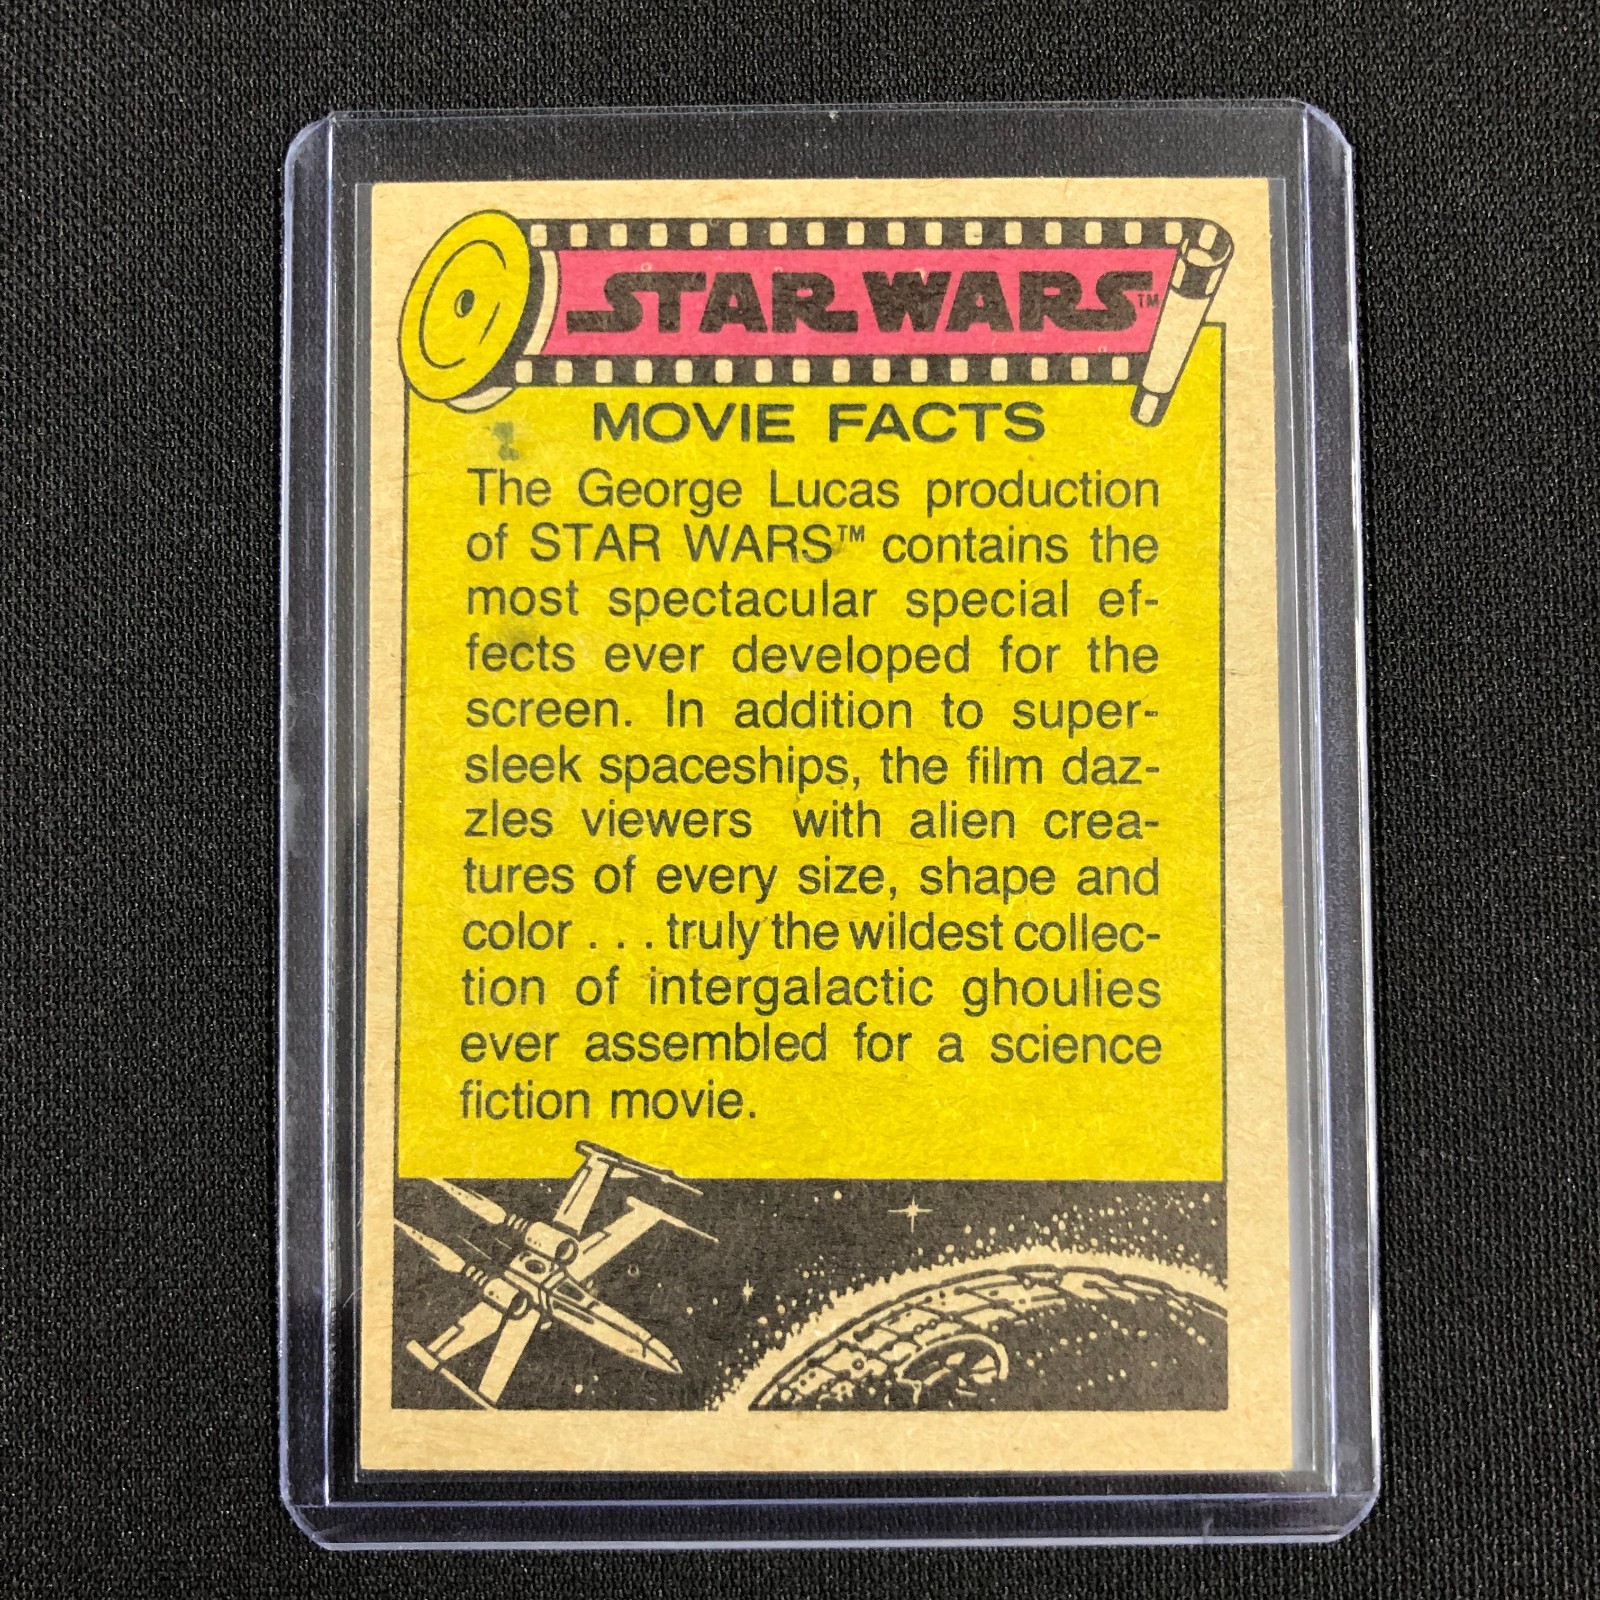 STAR WARS™
MOVIE FACTS
The George Lucas production
of STAR WARS™ contains the
most spectacular special ef-
fects ever developed for the
screen. In addition to super-
sleek spaceships, the film daz-
zles viewers with alien crea-
tures of every size, shape and
color . . . truly the wildest collec-
tion of intergalactic ghoulies
ever assembled for a science
fiction movie.